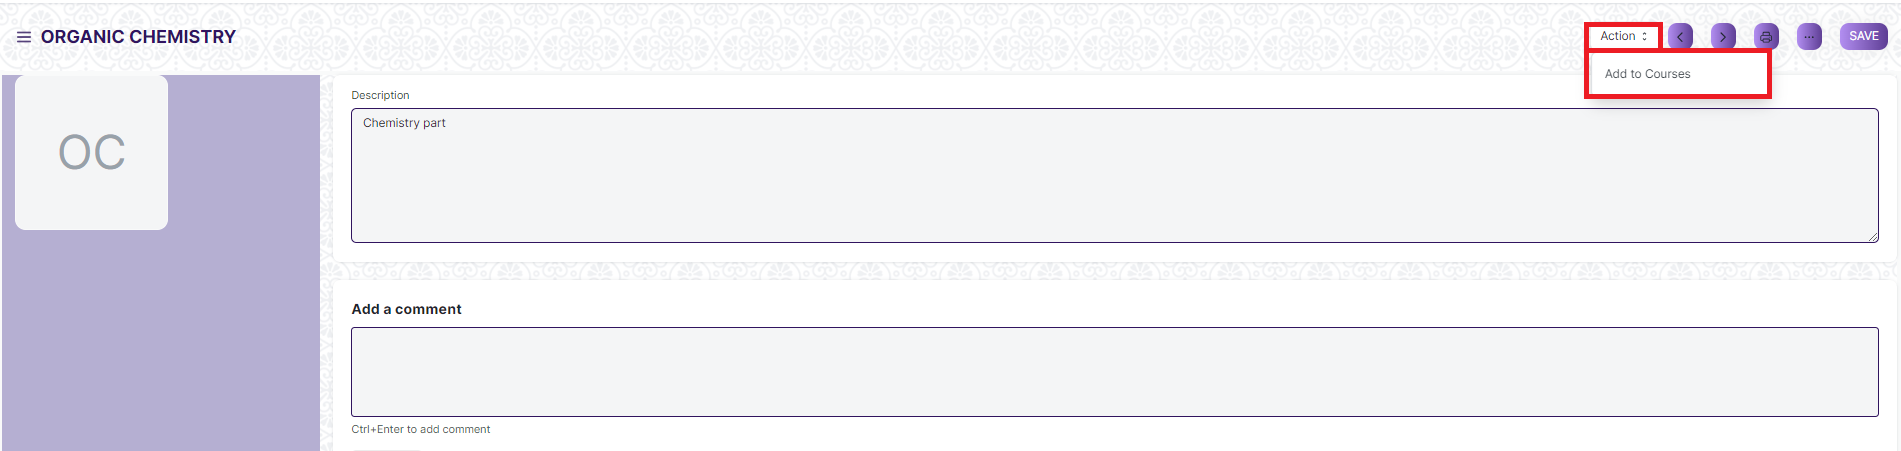 ORGANIC CHEMISTRY
Action
SAVE
Add to Courses
OC
Description
Chemistry part
Add a comment
Ctrl+Enter to add comment